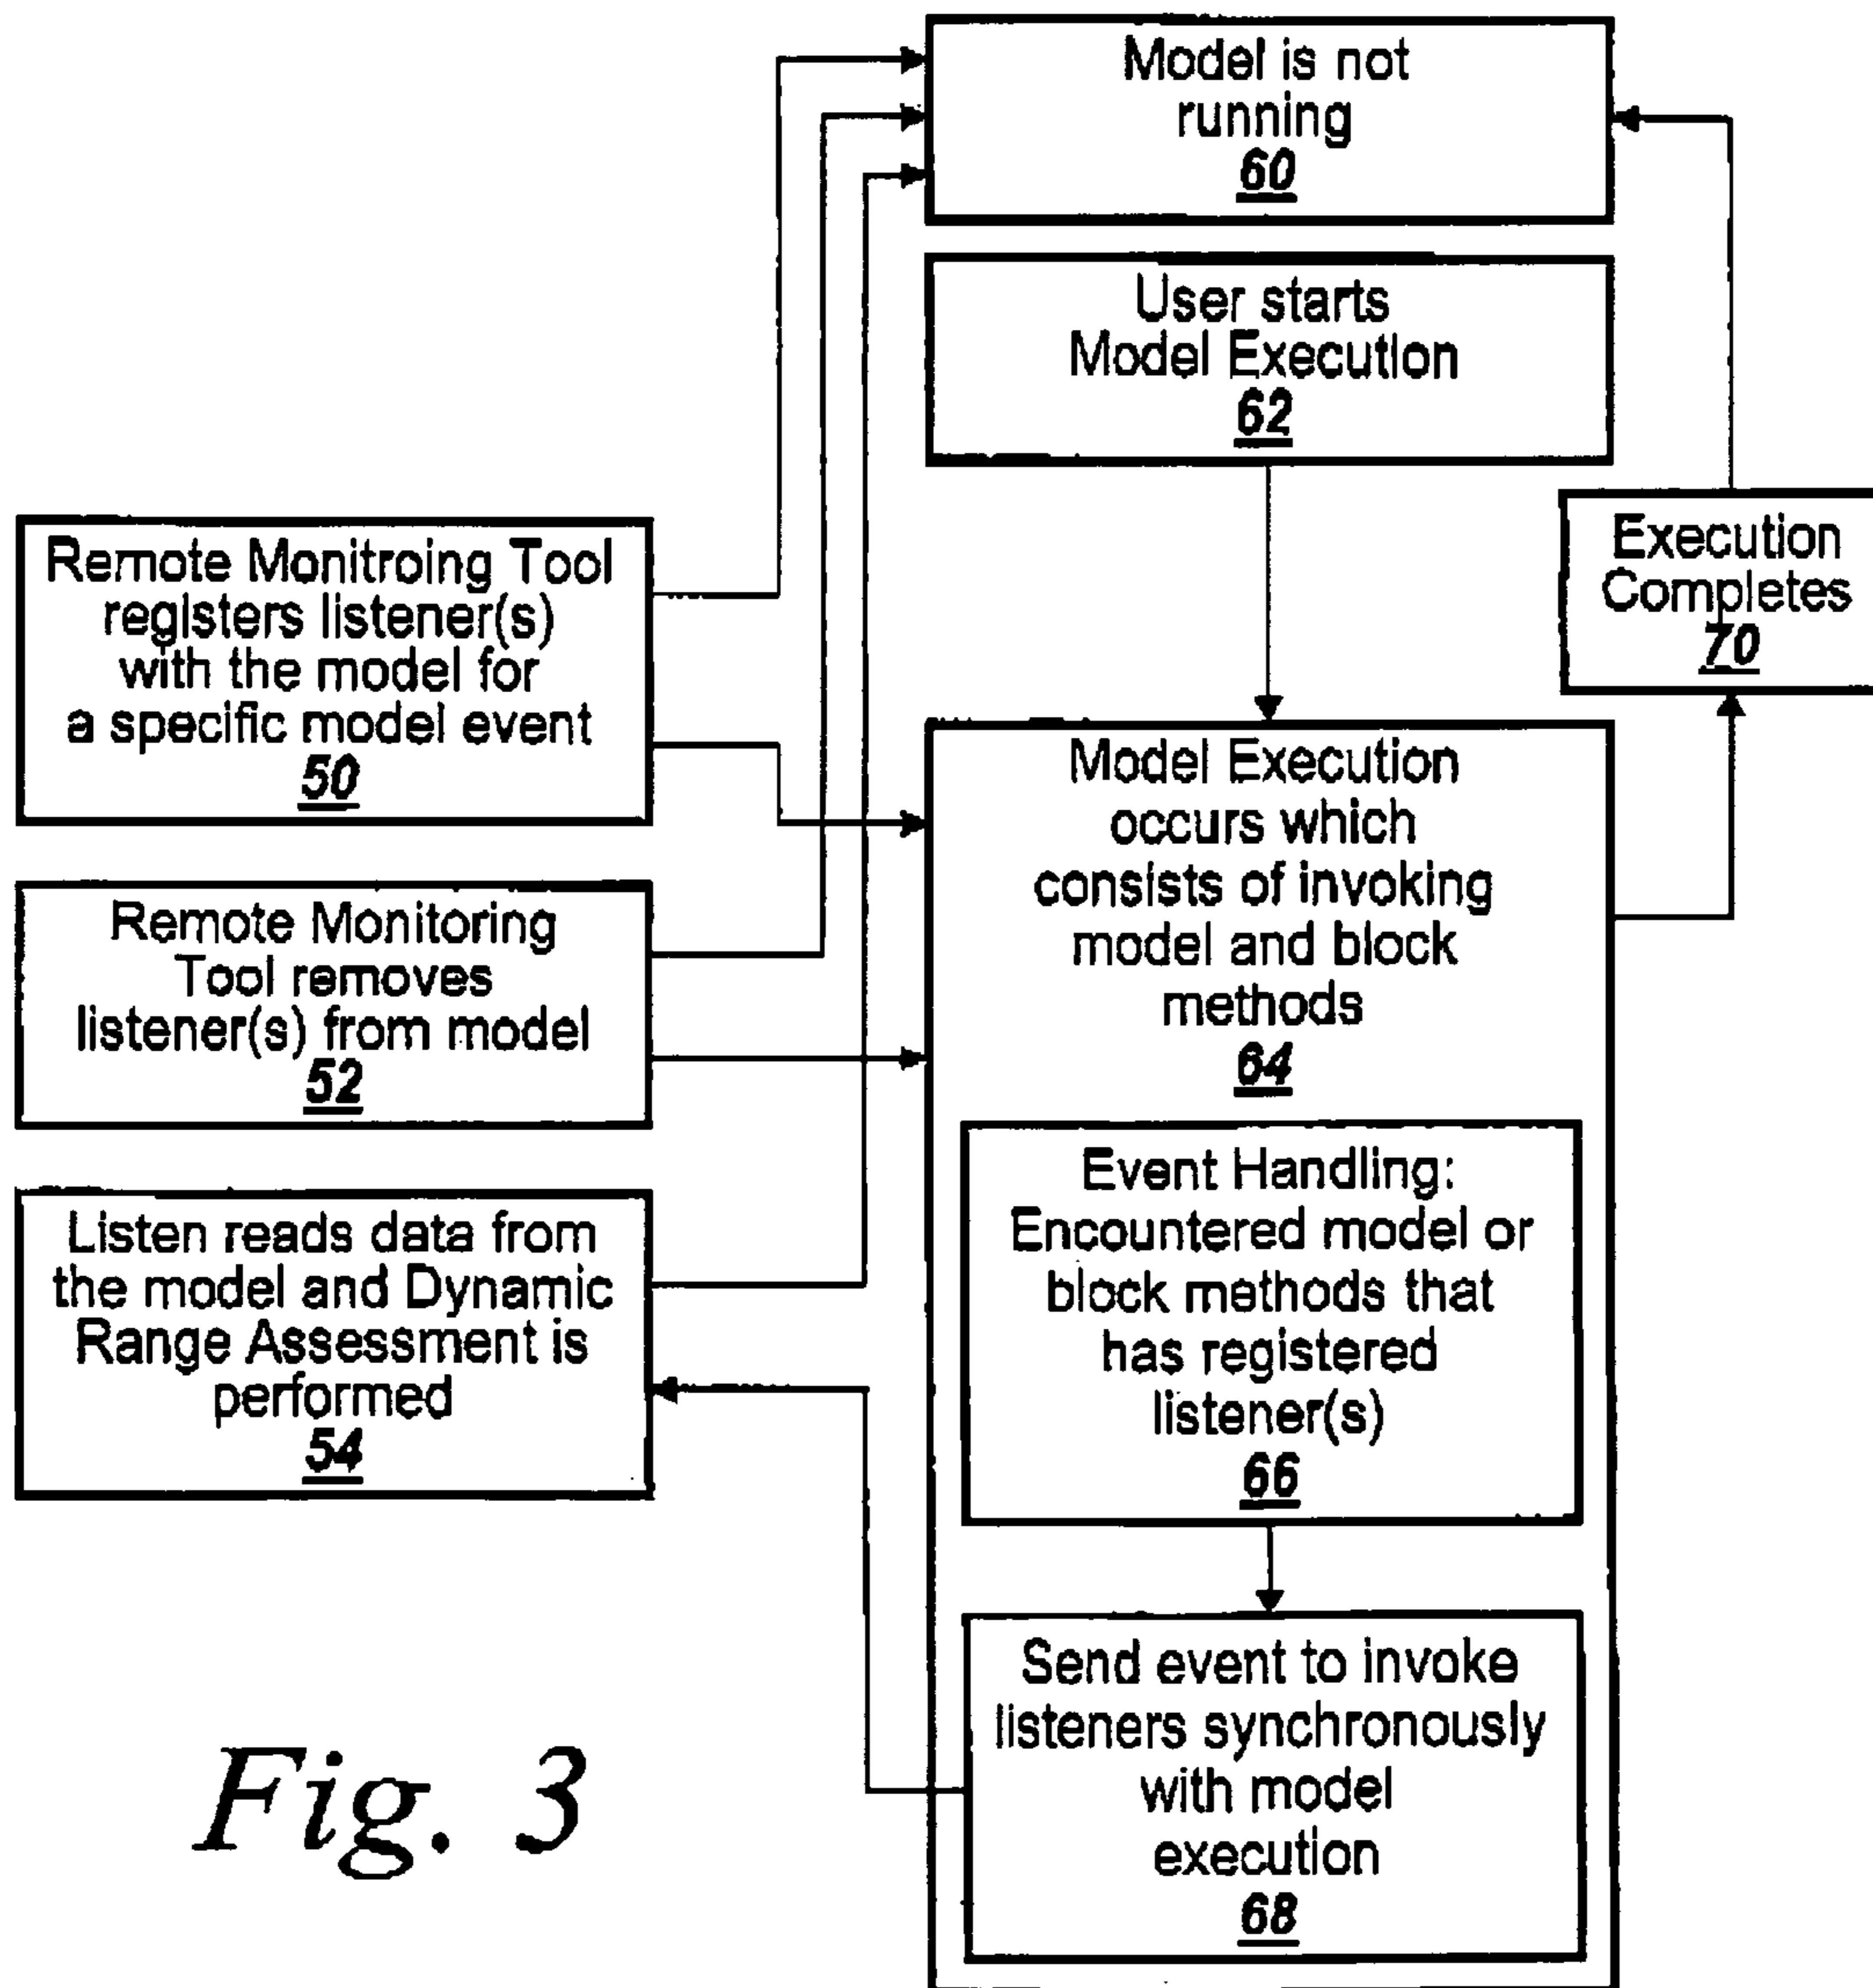 Model is not
running
60
User starts
Model Execution
62
Execution
Completes
70
Remote Monitroing Tool
registers listener(s)
with the model for
a specific model event
50
Remote Monitoring
Tool removes
listener(s) from model
52
Listen reads data from
the model and Dynamic
Range Assessment is
performed
54
Model Execution
occurs which
consists of invoking
model and block
methods
64
Event Handling:
Encountered model or
block methods that
has registered
listener(s)
66
Send event to invoke
listeners synchronously
with model
execution
68
Fig. 3